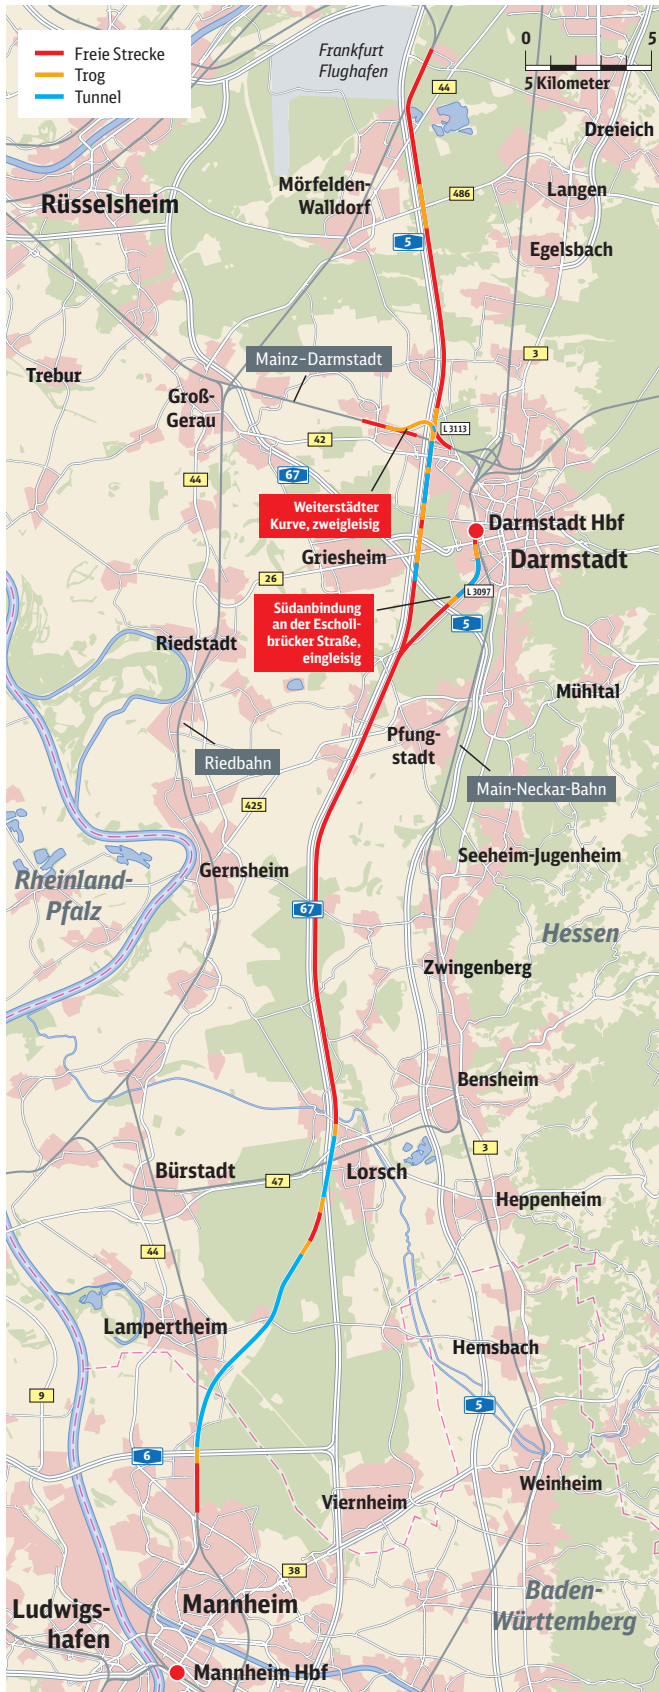 Freie Strecke
Trog
Tunnel
Frankfurt
Flughafen
0
5
5 Kilometer
44
Dreieich
Mörfelden-
Walldorf
486
Langen
Rüsselsheim
5
Egelsbach
Mainz-Darmstadt
3
Trebur
Groß-
Gerau
L 3113
42
67
44
Weiterstädter
Kurve, zweigleisig
Darmstadt Hbf
Griesheim
Darmstadt
26
L 3097
Südanbindung
an der Escholl-
brücker Straße,
eingleisig
5
Riedstadt
Mühltal
Pfung-
stadt
Riedbahn
Main-Neckar-Bahn
425
Seeheim-Jugenheim
Gernsheim
Rheinland-
Pfalz
67
Hessen
Zwingenberg
Bensheim
3
Bürstadt
Lorsch
47
Heppenheim
44
Lampertheim
Hemsbach
9
5
6
Weinheim
Viernheim
38
Baden-
Württemberg
Mannheim
Ludwigs-
hafen
Mannheim Hbf